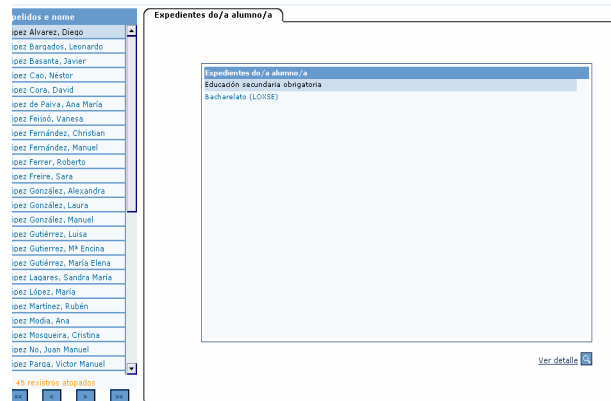 pelidos e nome
ópez Alvarez, Diego
ópez Bargados, Leonardo
ópez Basanta, Javier
ópez Cao, Néstor
ópez Cora, David
ópez de Paiva, Ana María
ópez Feijoó, Vanesa
ópez Fernández, Christian
ópez Fernández, Manuel
ópez Ferrer, Roberto
ópez Freire, Sara
ópez González, Alexandra
ópez González, Laura
ópez González, Manuel
ópez Gutiérrez, Luisa
ópez Gutierrez, Mª Encina
ópez Gutiérrez, María Elena
ópez Lagares, Sandra María
ópez López, María
ópez Martínez, Rubén
ópez Modia, Ana
ópez Mosqueira, Cristina
ópez No, Juan Manuel
ópez Parga, Victor Manuel
45 rexistros atopados
<< < > >>
Expedientes do/a alumno/a
Expedientes do/a alumno/a
Educación secundaria obrigatoria
Bacharelato (LOXSE)
Ver detalle